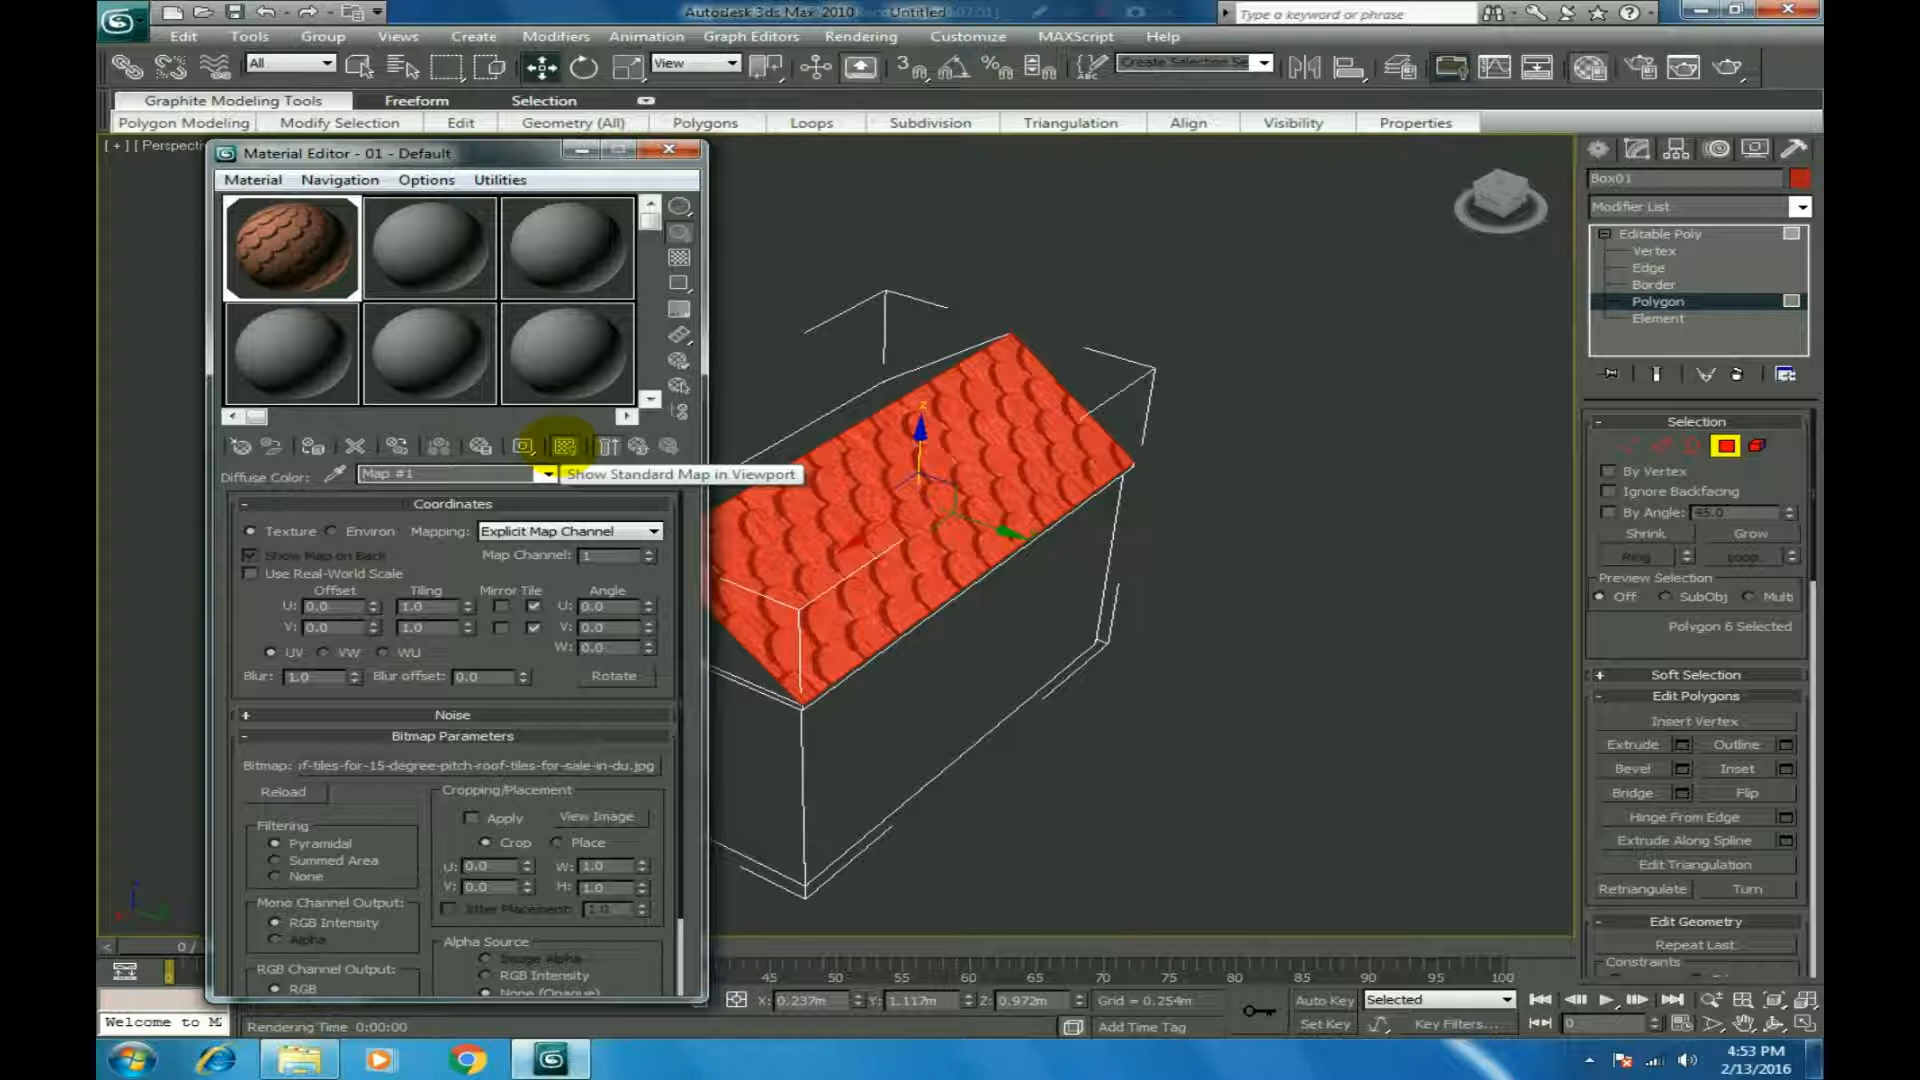 Autodesk 3ds Max 2010
Untitled
Type a keyword or phrase
Edit Tools Group Views Create Modifiers Animation Graph Editors Rendering Customize MAXScript Help
All
View
Create Selection Se
Graphite Modeling Tools Freeform Selection
Polygon Modeling Modify Selection Edit Geometry (All) Polygons Loops Subdivision Triangulation Align Visibility Properties
[ + ] [ Perspecti
Material Editor - 01 - Default
Material Navigation Options Utilities
Diffuse Color: Map #1
Show Standard Map in Viewport
Coordinates
Texture Environ Mapping: Explicit Map Channel
Show Map on Back Map Channel: 1
Use Real-World Scale
Offset Tiling Mirror Tile Angle
U: 0.0 1.0 U: 0.0
V: 0.0 1.0 V: 0.0
UV VW WU W: 0.0
Blur: 1.0 Blur offset: 0.0 Rotate
Noise
Bitmap Parameters
Bitmap: of-tiles-for-15-degree-pitch-roof-tiles-for-sale-in-du.jpg
Reload
Cropping/Placement
Apply View Image
Crop Place
U: 0.0 W: 1.0
V: 0.0 H: 1.0
Jitter Placement: 1.0
Filtering
Pyramidal
Summed Area
None
Mono Channel Output:
RGB Intensity
Alpha
RGB Channel Output:
RGB
Alpha Source
Image Alpha
RGB Intensity
None (Opaque)
z
Box01
Modifier List
Editable Poly
Vertex
Edge
Border
Polygon
Element
Selection
By Vertex
Ignore Backfacing
By Angle: 45.0
Shrink Grow
Ring Loop
Preview Selection
Off SubObj Multi
Polygon 6 Selected
Soft Selection
Edit Polygons
Insert Vertex
Extrude Outline
Bevel Inset
Bridge Flip
Hinge From Edge
Extrude Along Spline
Edit Triangulation
Retriangulate Turn
Edit Geometry
Repeat Last
Constraints
0 /
45 50 55 60 65 70 75 80 85 90 95 100
X: 0.237m Y: 1.117m Z: 0.972m Grid = 0.254m
Auto Key Selected
Welcome to M
Rendering Time 0:00:00
Add Time Tag
Set Key Key Filters...
0
4:53 PM
2/13/2016